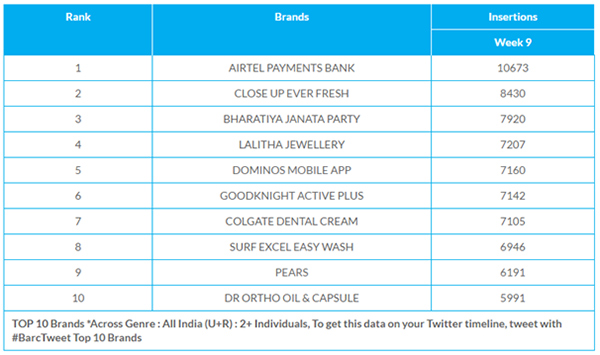 Rank Brands Insertions
Week 9
1 AIRTEL PAYMENTS BANK 10673
2 CLOSE UP EVER FRESH 8430
3 BHARATIYA JANATA PARTY 7920
4 LALITHA JEWELLERY 7207
5 DOMINOS MOBILE APP 7160
6 GOODKNIGHT ACTIVE PLUS 7142
7 COLGATE DENTAL CREAM 7105
8 SURF EXCEL EASY WASH 6946
9 PEARS 6191
10 DR ORTHO OIL & CAPSULE 5991
TOP 10 Brands *Across Genre : All India (U+R) : 2+ Individuals, To get this data on your Twitter timeline, tweet with
#BarcTweet Top 10 Brands